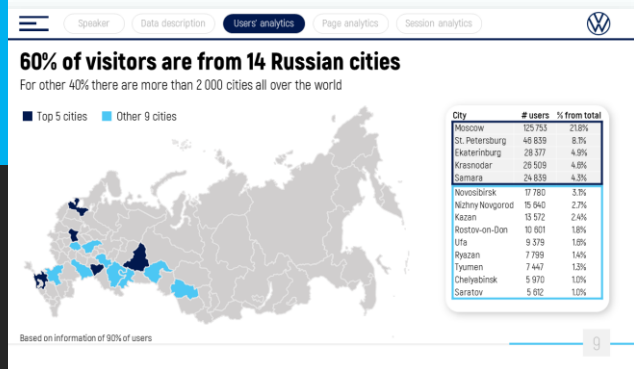 Speaker
Data description
Users' analytics
Page analytics
Session analytics
60% of visitors are from 14 Russian cities
For other 40% there are more than 2 000 cities all over the world
Top 5 cities
Other 9 cities
City # users % from total
Moscow 125 753 21.8%
St. Petersburg 46 839 8.1%
Ekaterinburg 28 377 4.9%
Krasnodar 26 509 4.6%
Samara 24 839 4.3%
Novosibirsk 17 780 3.1%
Nizhny Novgorod 15 640 2.7%
Kazan 13 572 2.4%
Rostov-on-Don 10 601 1.8%
Ufa 9 379 1.6%
Ryazan 7 799 1.4%
Tyumen 7 447 1.3%
Chelyabinsk 5 970 1.0%
Saratov 5 612 1.0%
Based on information of 90% of users
9